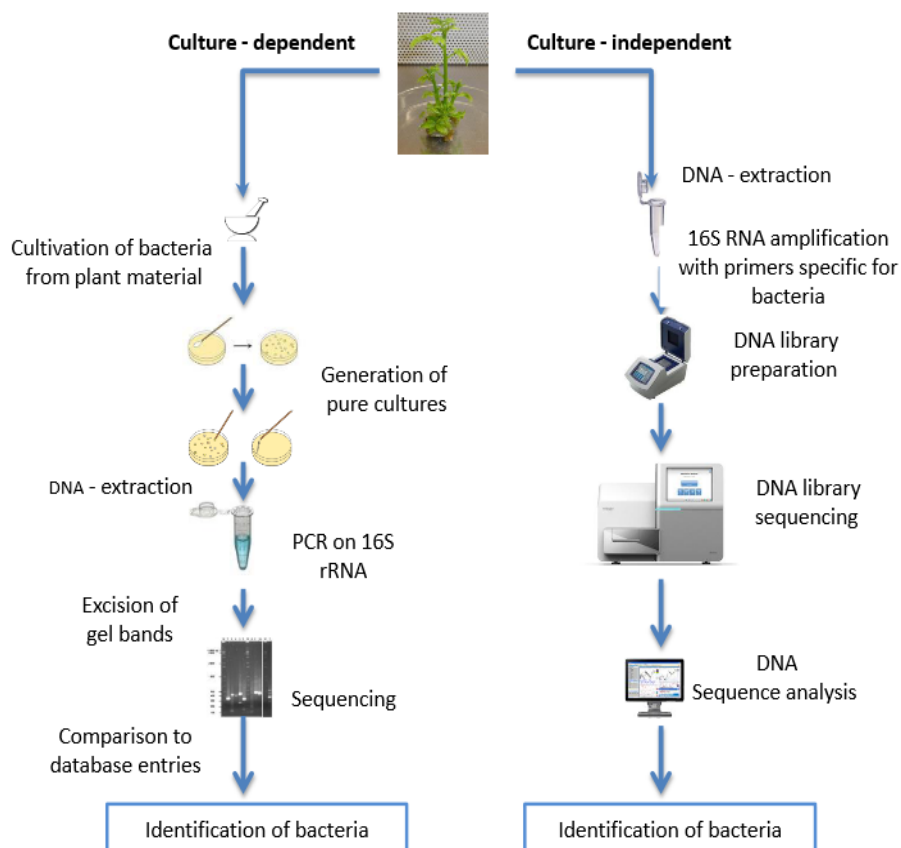 Culture - dependent
Culture - independent
Cultivation of bacteria
from plant material
Generation of
pure cultures
DNA - extraction
PCR on 16S
rRNA
Excision of
gel bands
Sequencing
Comparison to
database entries
Identification of bacteria
DNA - extraction
16S RNA amplification
with primers specific for
bacteria
DNA library
preparation
DNA library
sequencing
DNA
Sequence analysis
Identification of bacteria